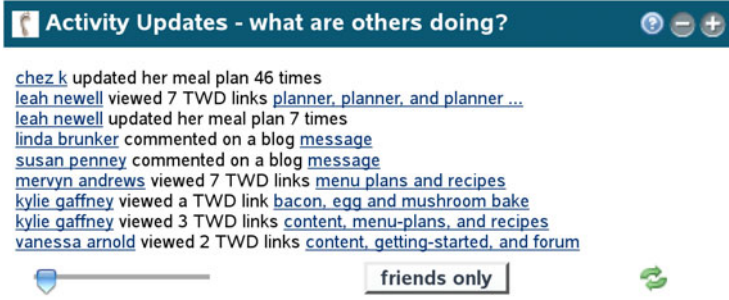 Activity Updates - what are others doing?
chez k updated her meal plan 46 times
leah newell viewed 7 TWD links planner, planner, and planner ...
leah newell updated her meal plan 7 times
linda brunker commented on a blog message
susan penney commented on a blog message
mervyn andrews viewed 7 TWD links menu plans and recipes
kylie gaffney viewed a TWD link bacon, egg and mushroom bake
kylie gaffney viewed 3 TWD links content, menu-plans, and recipes
vanessa arnold viewed 2 TWD links content, getting-started, and forum
friends only